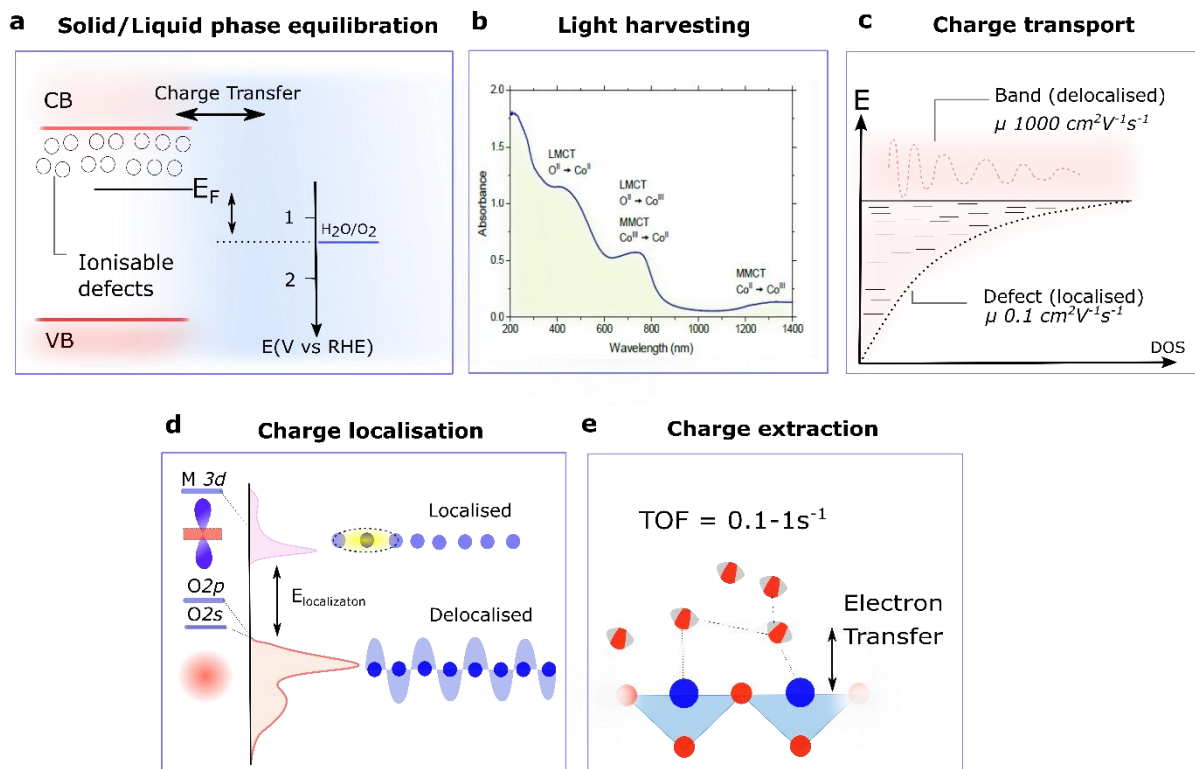 a Solid/Liquid phase equilibration
CB
Charge Transfer
E_F
1
H₂O/O₂
Ionisable
defects
2
VB
E(V vs RHE)
b Light harvesting
2.0
1.5
1.0
0.5
0.0
Absorbance
LMCT
O^II → Co^II
LMCT
O^II → Co^III
MMCT
Co^III → Co^II
MMCT
Co^II → Co^III
200 400 600 800 1000 1200 1400
Wavelength (nm)
c Charge transport
E
Band (delocalised)
μ 1000 cm²V⁻¹s⁻¹
Defect (localised)
μ 0.1 cm²V⁻¹s⁻¹
DOS
d Charge localisation
M 3d
Localised
O2p
O2s
E_localizaton
Delocalised
e Charge extraction
TOF = 0.1-1s⁻¹
Electron
Transfer